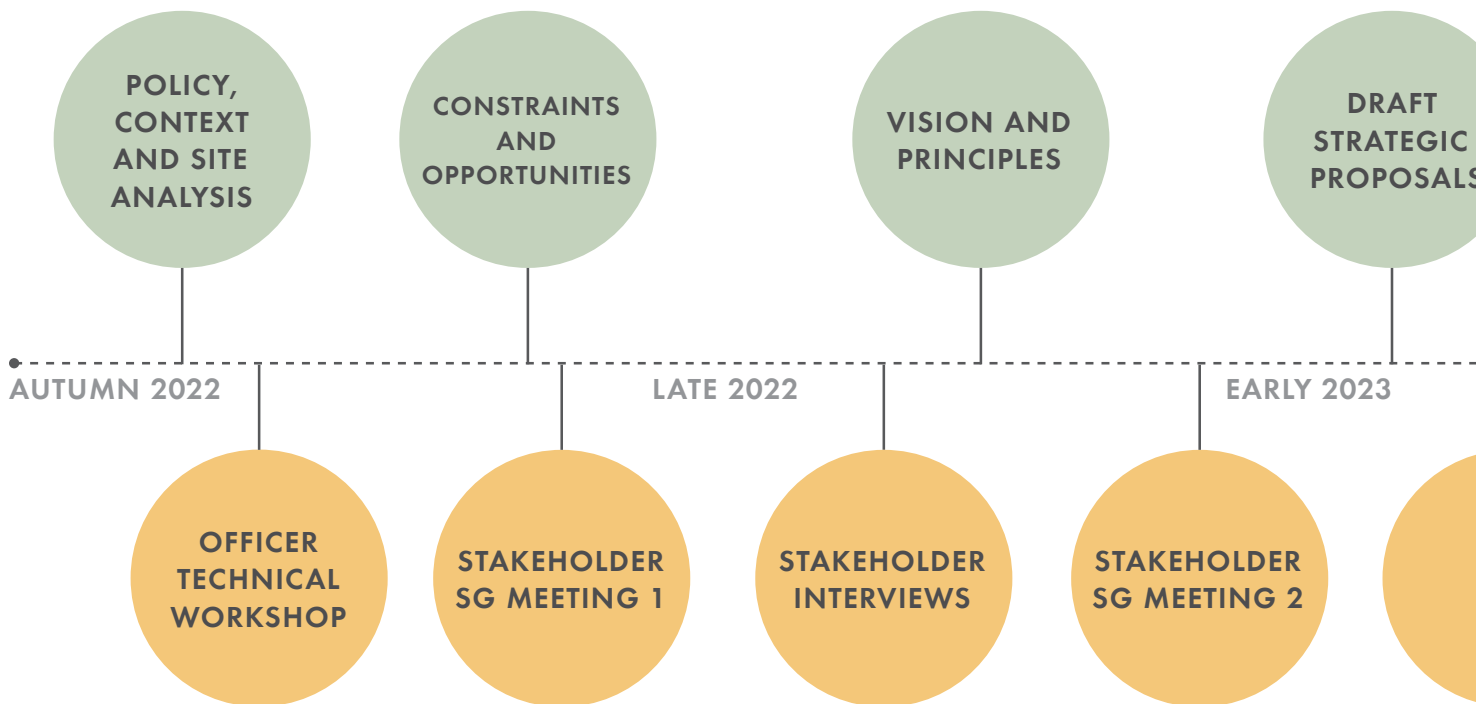 POLICY,
CONTEXT
AND SITE
ANALYSIS
CONSTRAINTS
AND
OPPORTUNITIES
VISION AND
PRINCIPLES
DRAFT
STRATEGIC
PROPOSALS
AUTUMN 2022
LATE 2022
EARLY 2023
OFFICER
TECHNICAL
WORKSHOP
STAKEHOLDER
SG MEETING 1
STAKEHOLDER
INTERVIEWS
STAKEHOLDER
SG MEETING 2